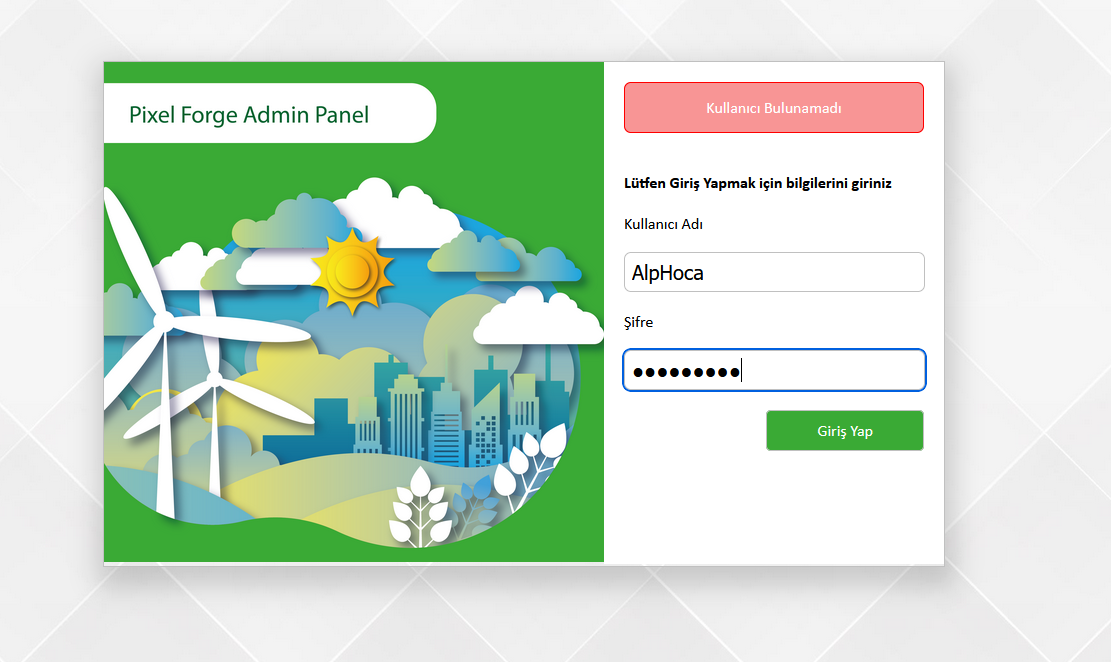 Pixel Forge Admin Panel
Kullanıcı Bulunamadı
Lütfen Giriş Yapmak için bilgilerini giriniz
Kullanıcı Adı
AlpHoca
Şifre
●●●●●●●●●
Giriş Yap